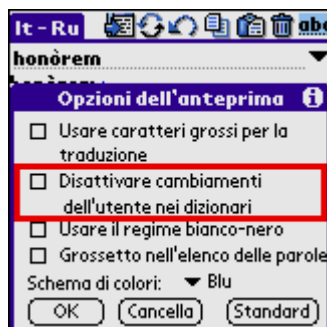 It - Ru abc
honòrem
Opzioni dell'anteprima
Usare caratteri grossi per la
traduzione
Disattivare cambiamenti
dell'utente nei dizionari
Usare il regime bianco-nero
Grossetto nell'elenco delle parole
Schema di colori: Blu
OK Cancella Standard